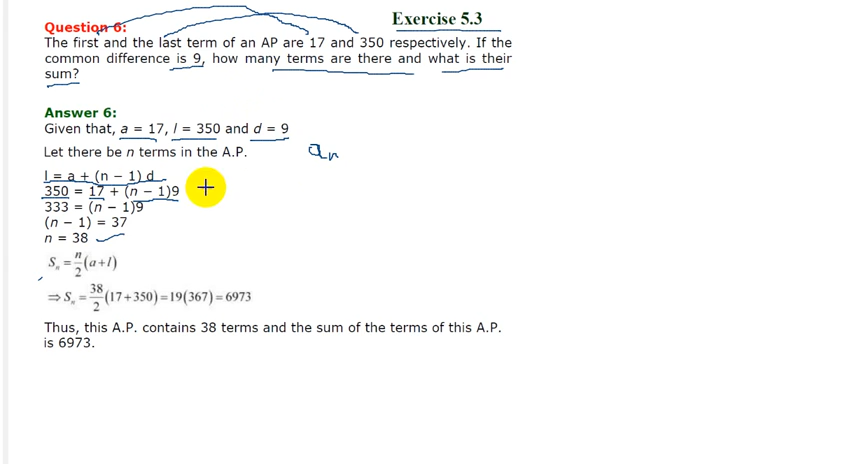 Exercise 5.3
Question 6:
The first and the last term of an AP are 17 and 350 respectively. If the
common difference is 9, how many terms are there and what is their
sum?
Answer 6:
Given that, a = 17, l = 350 and d = 9
Let there be n terms in the A.P.
an
l = a + (n − 1) d
350 = 17 + (n − 1)9
333 = (n − 1)9
(n − 1) = 37
n = 38
Sₙ = n/2 (a+l)
⇒ Sₙ = 38/2 (17+350) = 19(367) = 6973
Thus, this A.P. contains 38 terms and the sum of the terms of this A.P.
is 6973.